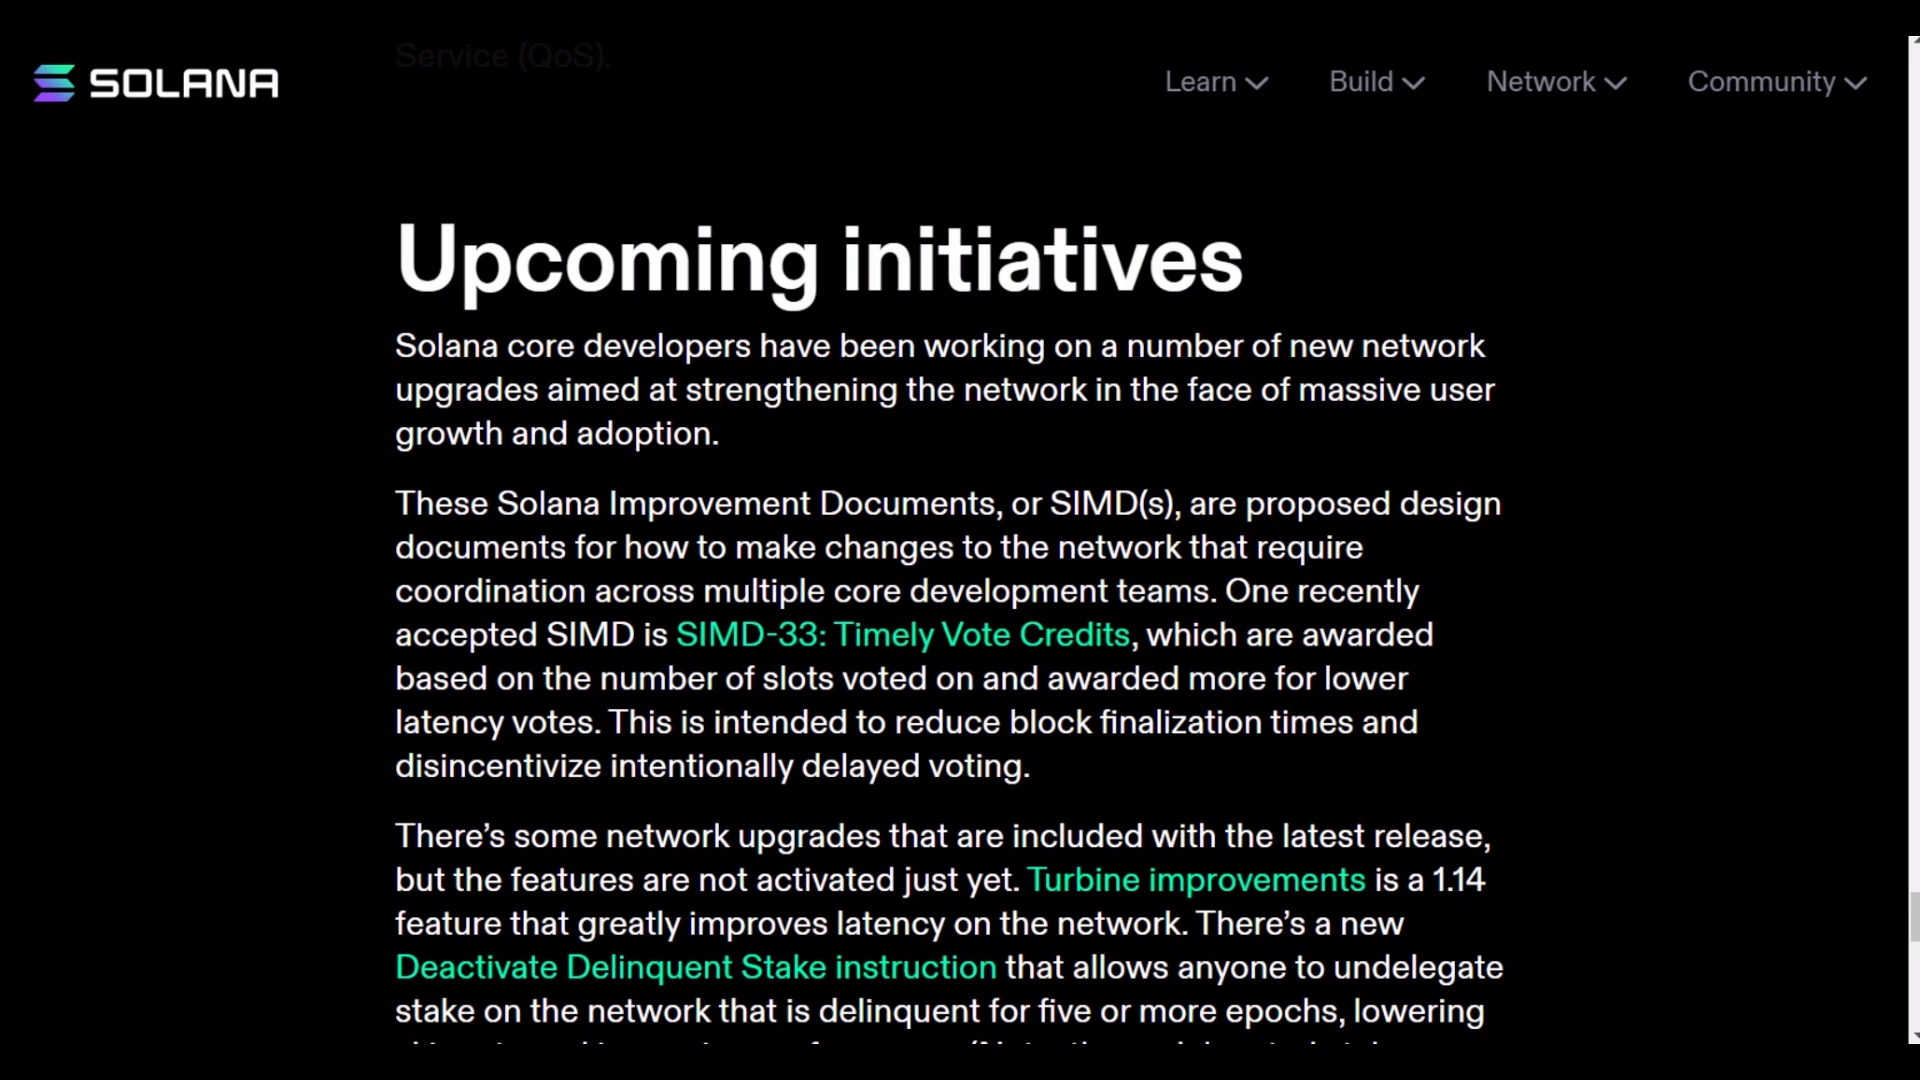 Service (QoS).
SOLANA
Learn
Build
Network
Community
Upcoming initiatives
Solana core developers have been working on a number of new network
upgrades aimed at strengthening the network in the face of massive user
growth and adoption.
These Solana Improvement Documents, or SIMD(s), are proposed design
documents for how to make changes to the network that require
coordination across multiple core development teams. One recently
accepted SIMD is SIMD-33: Timely Vote Credits, which are awarded
based on the number of slots voted on and awarded more for lower
latency votes. This is intended to reduce block finalization times and
disincentivize intentionally delayed voting.
There’s some network upgrades that are included with the latest release,
but the features are not activated just yet. Turbine improvements is a 1.14
feature that greatly improves latency on the network. There’s a new
Deactivate Delinquent Stake instruction that allows anyone to undelegate
stake on the network that is delinquent for five or more epochs, lowering